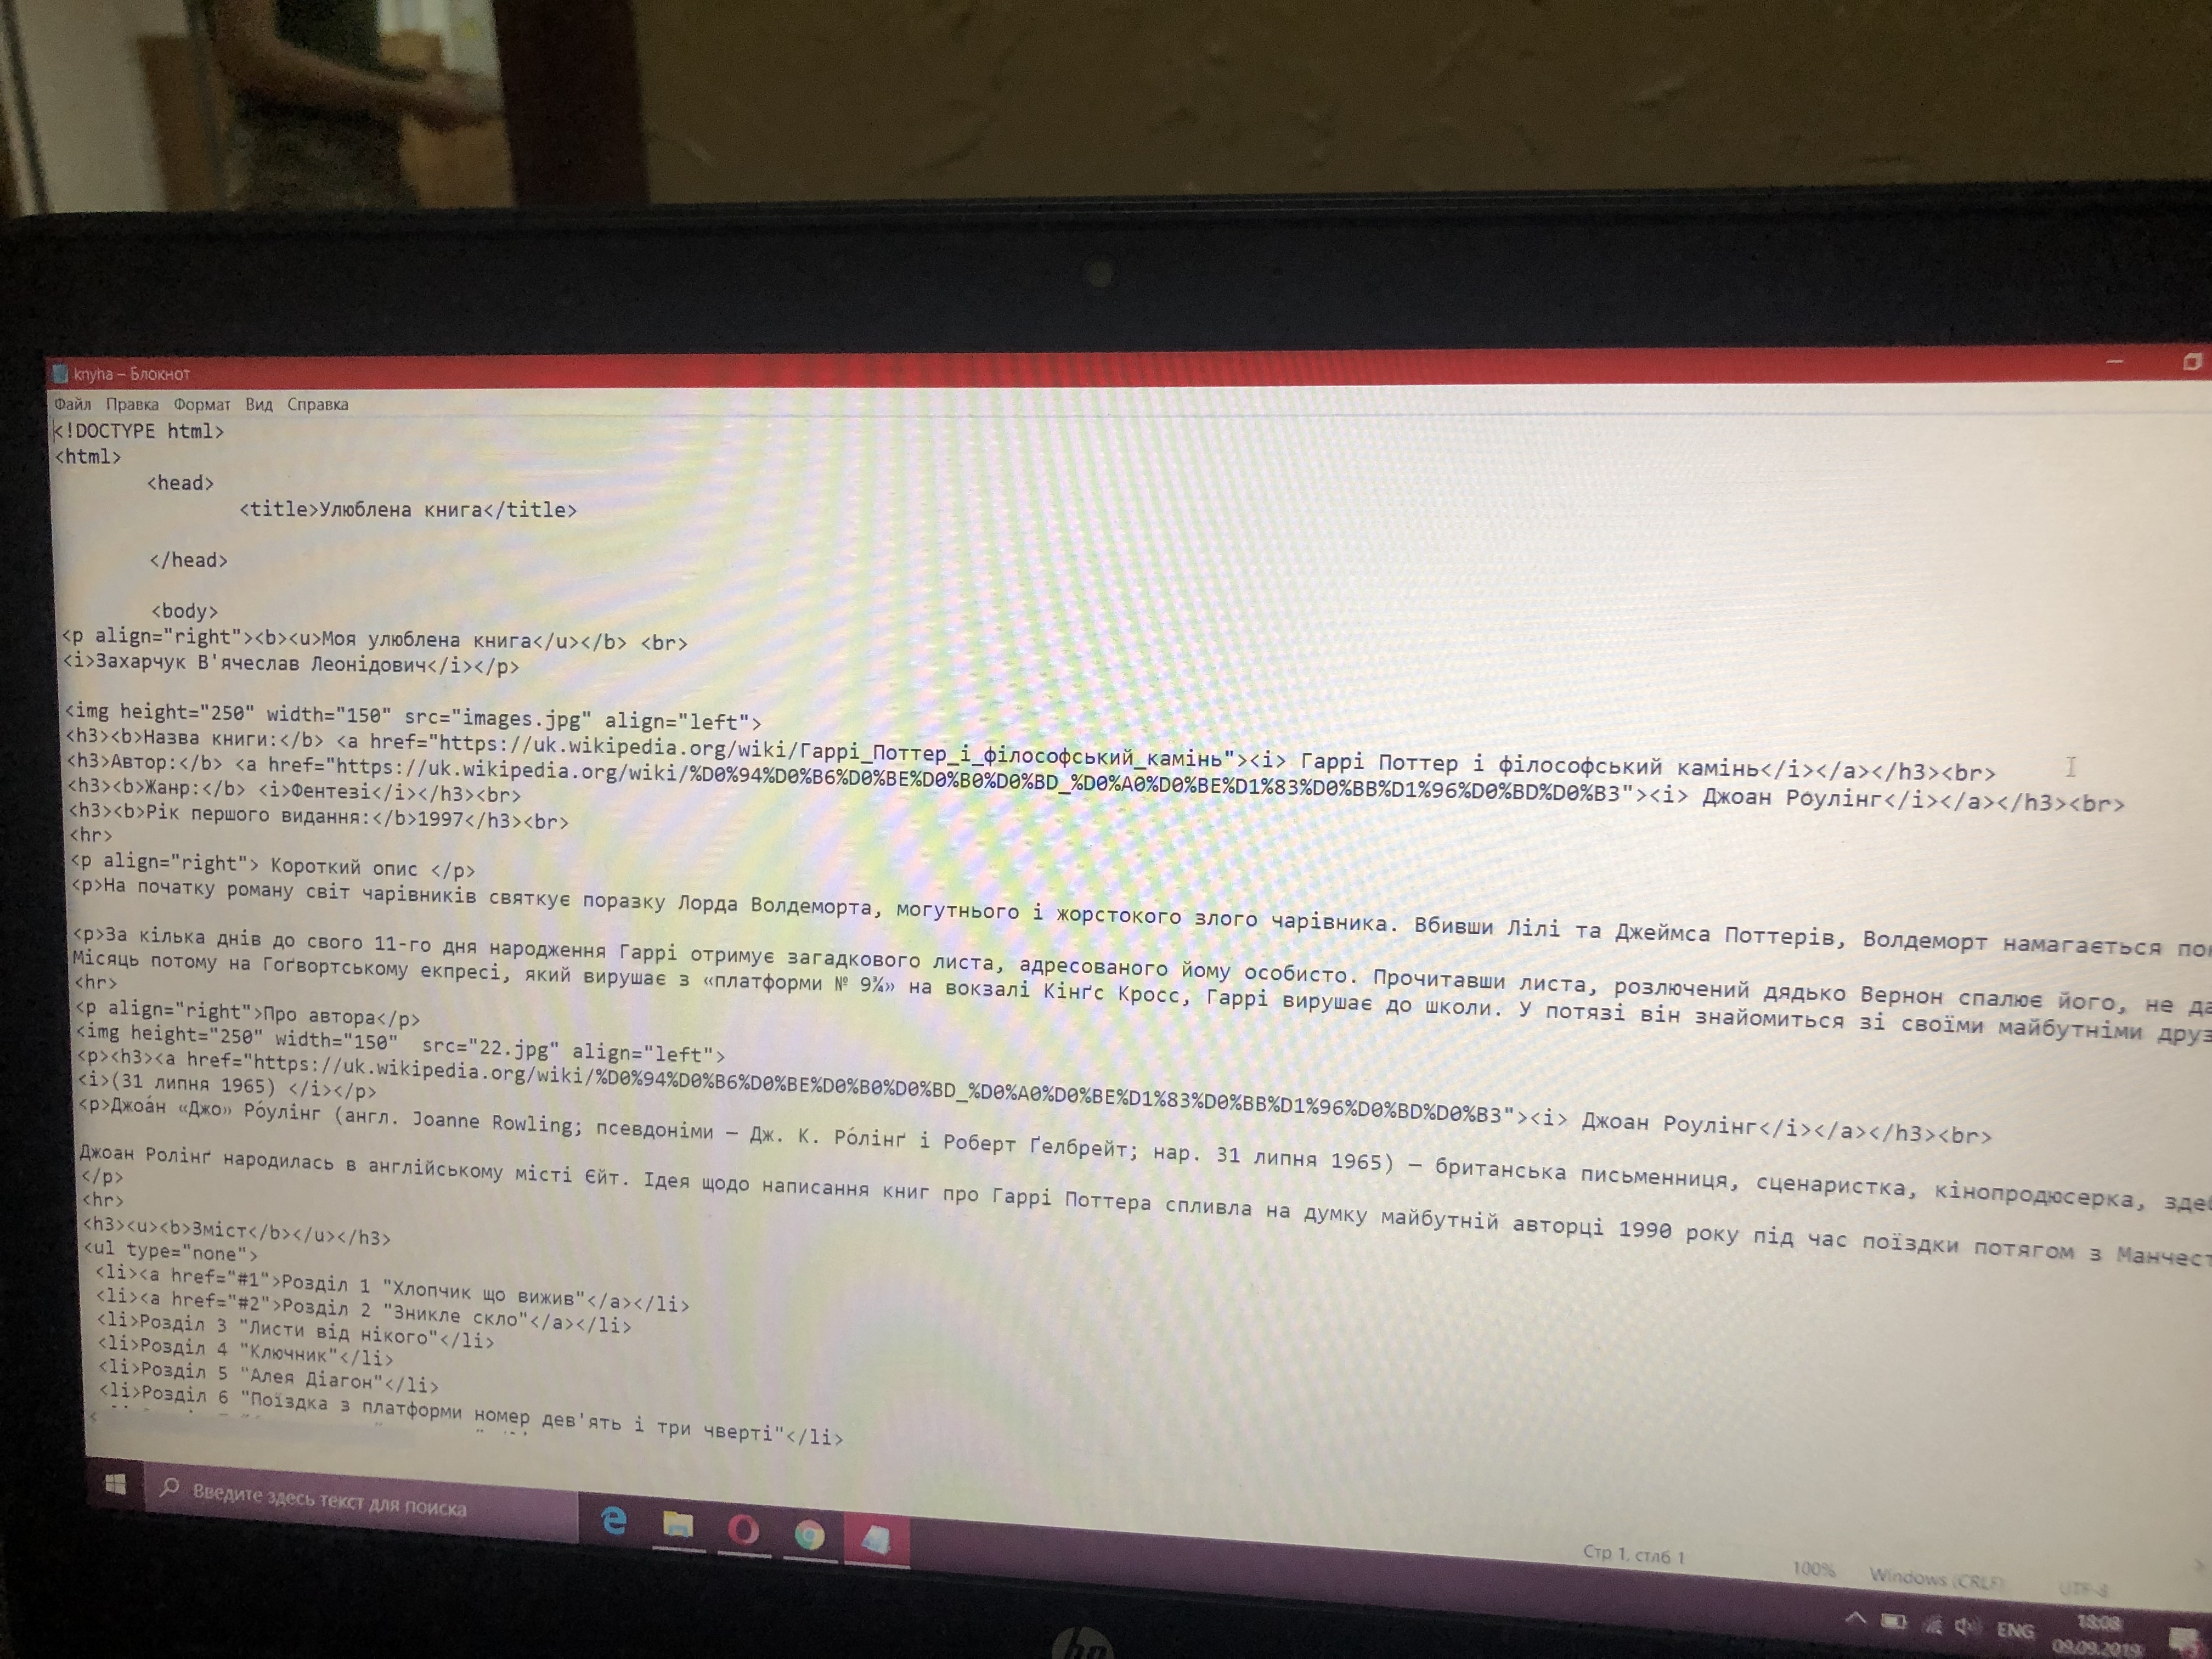 knyha – Блокнот
Файл Правка Формат Вид Справка
<!DOCTYPE html>
<html>
<head>
<title>Улюблена книга</title>
</head>
<body>
<p align="right"><b><u>Моя улюблена книга</u></b> <br>
<i>Захарчук В'ячеслав Леонідович</i></p>
<img height="250" width="150" src="images.jpg" align="left">
<h3><b>Назва книги:</b> <a href="https://uk.wikipedia.org/wiki/Гаррі_Поттер_і_філософський_камінь"><i> Гаррі Поттер і філософський камінь</i></a></h3><br>
<h3>Автор:</b> <a href="https://uk.wikipedia.org/wiki/%D0%94%D0%B6%D0%BE%D0%B0%D0%BD_%D0%A0%D0%BE%D1%83%D0%BB%D1%96%D0%BD%D0%B3"><i> Джоан Роулінг</i></a></h3><br>
<h3><b>Жанр:</b> <i>Фентезі</i></h3><br>
<h3><b>Рік першого видання:</b>1997</h3><br>
<hr>
<p align="right"> Короткий опис </p>
<p>На початку роману світ чарівників святкує поразку Лорда Волдеморта, могутнього і жорстокого злого чарівника. Вбивши Лілі та Джеймса Поттерів, Волдеморт намагається
<p>За кілька днів до свого 11-го дня народження Гаррі отримує загадкового листа, адресованого йому особисто. Прочитавши листа, розлючений дядько Вернон спалює його, не
Місяць потому на Гоґвортському експресі, який вирушає з «платформи № 9¾» на вокзалі Кінґс Кросс, Гаррі вирушає до школи. У потязі він знайомиться зі своїми майбутніми
<hr>
<p align="right">Про автора</p>
<img height="250" width="150" src="22.jpg" align="left">
<p><h3><a href="https://uk.wikipedia.org/wiki/%D0%94%D0%B6%D0%BE%D0%B0%D0%BD_%D0%A0%D0%BE%D1%83%D0%BB%D1%96%D0%BD%D0%B3"><i> Джоан Роулінг</i></a></h3><br>
<i>(31 липня 1965) </i></p>
<p>Джоа́н «Джо» Ро́улінг (англ. Joanne Rowling; псевдоніми — Дж. К. Ро́лінґ і Роберт Ґелбрейт; нар. 31 липня 1965) — британська письменниця, сценаристка, кінопродюсерка,
Джоан Ролінґ народилась в англійському місті Єйт. Ідея щодо написання книг про Гаррі Поттера спливла на думку майбутній авторці 1990 року під час поїздки потягом з
</p>
<hr>
<h3><u><b>Зміст</b></u></h3>
<ul type="none">
<li><a href="#1">Розділ 1 "Хлопчик що вижив"</a></li>
<li><a href="#2">Розділ 2 "Зникле скло"</a></li>
<li>Розділ 3 "Листи від нікого"</li>
<li>Розділ 4 "Ключник"</li>
<li>Розділ 5 "Алея Діагон"</li>
<li>Розділ 6 "Поїздка з платформи номер дев'ять і три чверті"</li>
Стр 1, стлб 1 100% Windows (CRLF) UTF-8
Введите здесь текст для поиска
ENG 18:08
09.09.2019
hp